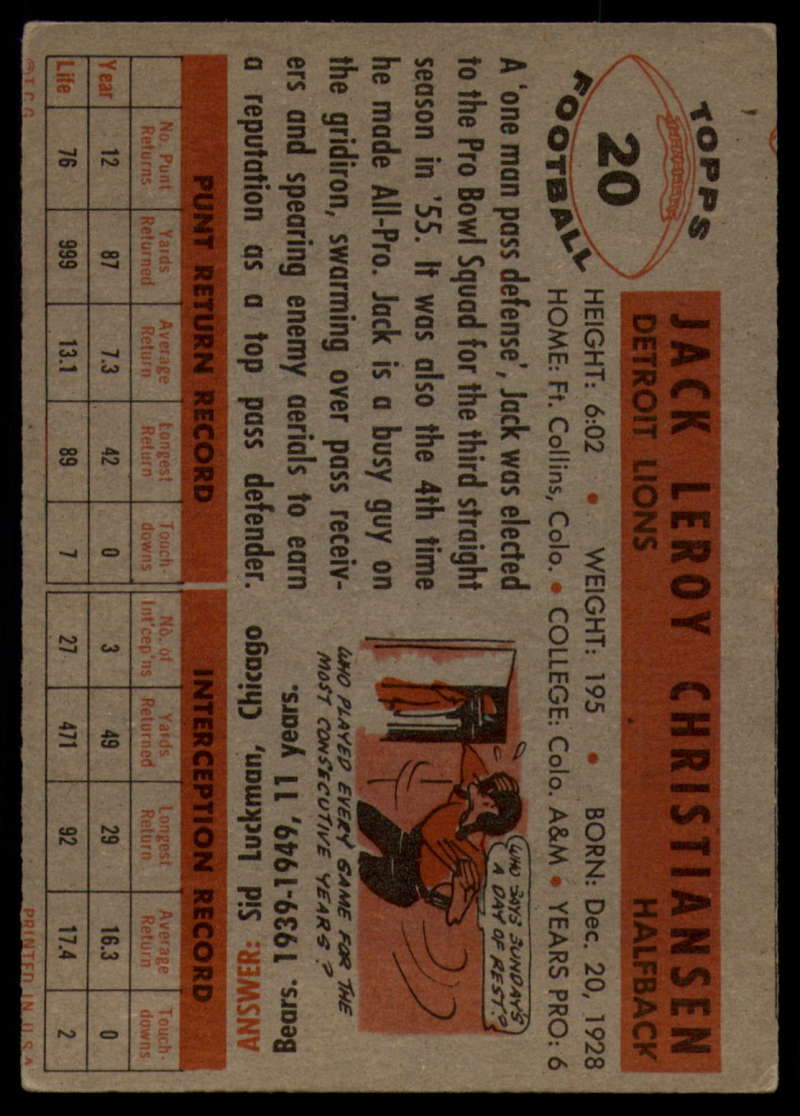 TOPPS
20
FOOTBALL
JACK LEROY CHRISTIANSEN
DETROIT LIONS HALFBACK
HEIGHT: 6:02 • WEIGHT: 195 • BORN: Dec. 20, 1928
HOME: Ft. Collins, Colo. • COLLEGE: Colo. A&M • YEARS PRO: 6
A 'one man pass defense', Jack was elected
to the Pro Bowl Squad for the third straight
season in '55. It was also the 4th time
he made All-Pro. Jack is a busy guy on
the gridiron, swarming over pass receiv-
ers and spearing enemy aerials to earn
a reputation as a top pass defender.
WHO SAYS SUNDAY'S
A DAY OF REST?
WHO PLAYED EVERY GAME FOR THE
MOST CONSECUTIVE YEARS?
ANSWER: Sid Luckman, Chicago
Bears. 1939-1949, 11 years.
PUNT RETURN RECORD
No. Punt Returns Yards Returned Average Return Longest Return Touch-downs
Year 12 87 7.3 42 0
Life 76 999 13.1 89 7
INTERCEPTION RECORD
No. of Int'cep'ns Yards Returned Longest Return Average Return Touch-downs
3 49 29 16.3 0
27 471 92 17.4 2
©T.C.G. PRINTED IN U.S.A.